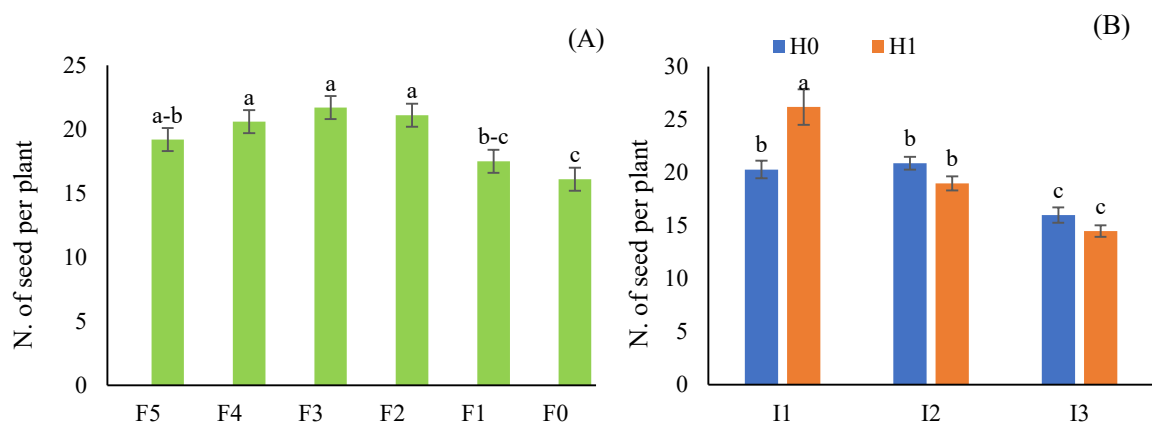 (A)
N. of seed per plant
25
20
15
10
5
0
a-b
a
a
a
b-c
c
F5 F4 F3 F2 F1 F0
(B)
H0 H1
N. of seed per plant
30
25
20
15
10
5
0
b
a
b
b
c
c
I1 I2 I3